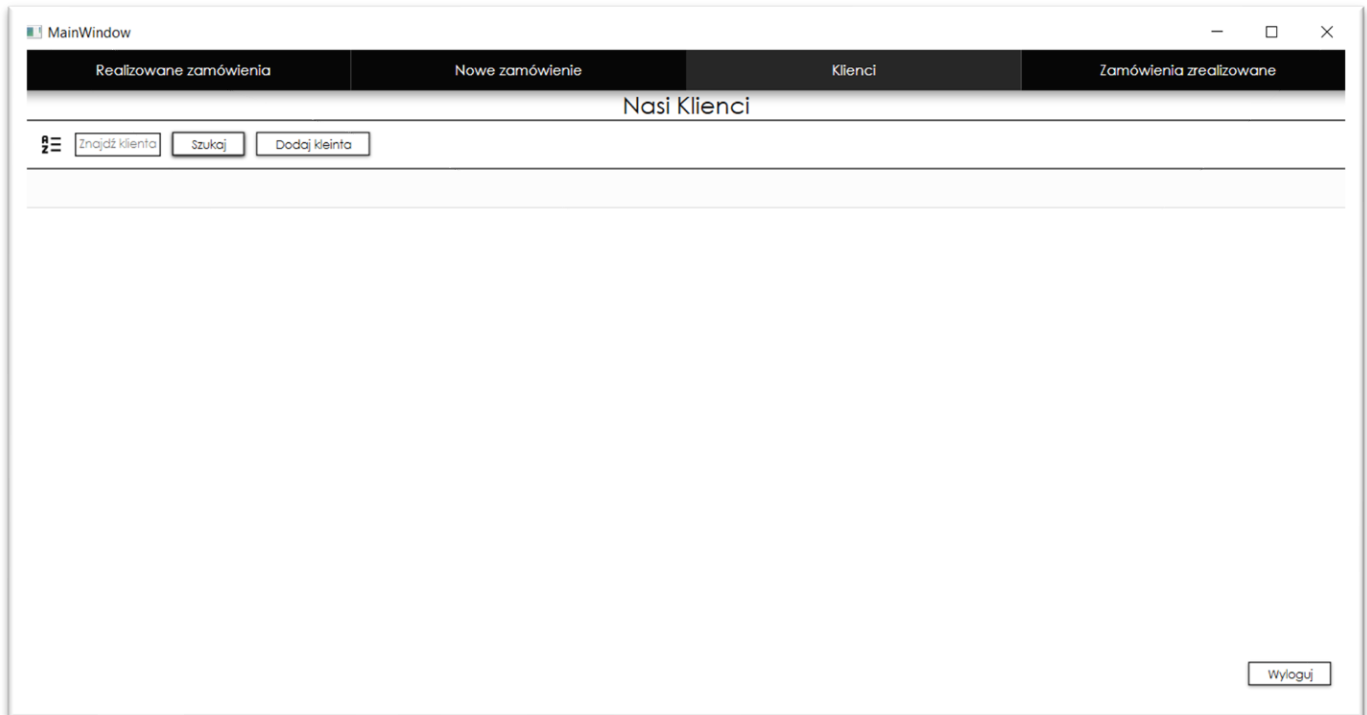 MainWindow
Realizowane zamówienia Nowe zamówienie Klienci Zamówienia zrealizowane
Nasi Klienci
A Z Znajdź klienta Szukaj Dodaj kleinta
Wyloguj